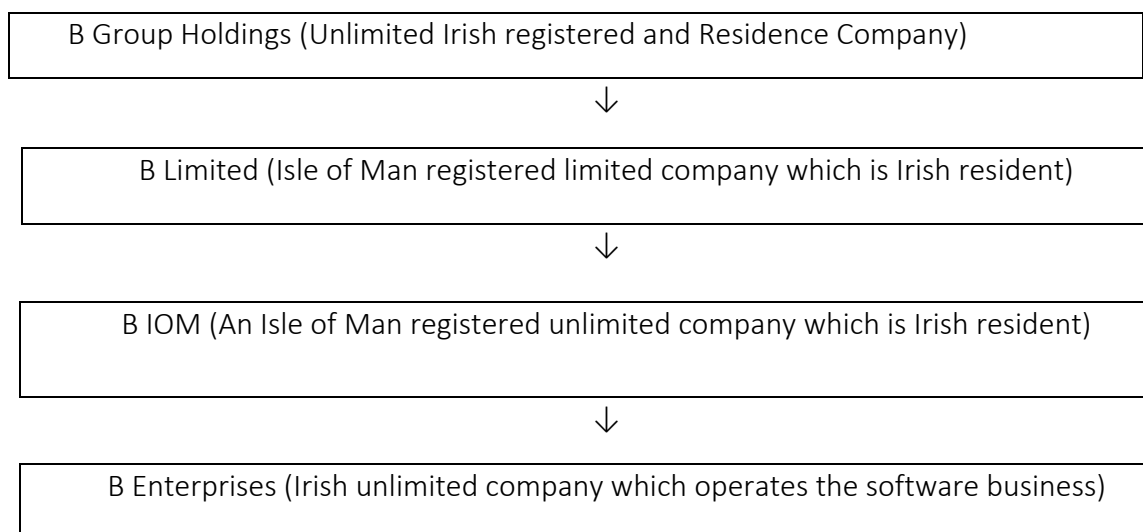 B Group Holdings (Unlimited Irish registered and Residence Company)
B Limited (Isle of Man registered limited company which is Irish resident)
B IOM (An Isle of Man registered unlimited company which is Irish resident)
B Enterprises (Irish unlimited company which operates the software business)